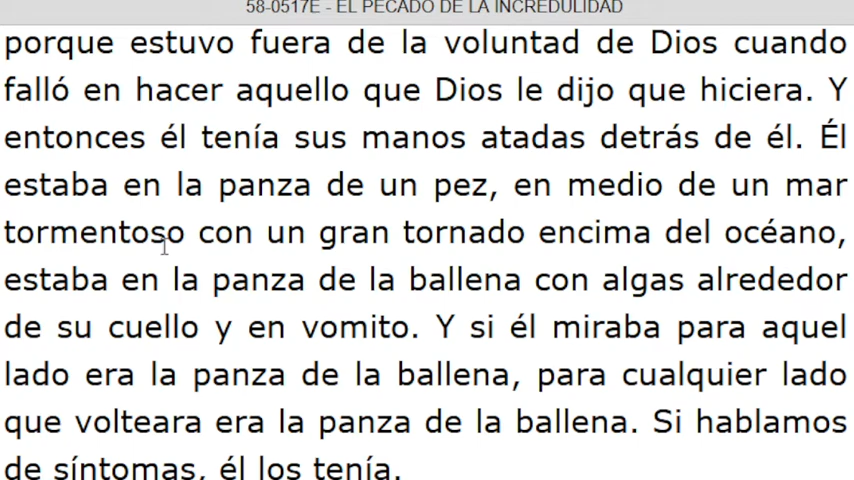 58-0517E - EL PECADO DE LA INCREDULIDAD
porque estuvo fuera de la voluntad de Dios cuando
falló en hacer aquello que Dios le dijo que hiciera. Y
entonces él tenía sus manos atadas detrás de él. Él
estaba en la panza de un pez, en medio de un mar
tormentoso con un gran tornado encima del océano,
estaba en la panza de la ballena con algas alrededor
de su cuello y en vomito. Y si él miraba para aquel
lado era la panza de la ballena, para cualquier lado
que volteara era la panza de la ballena. Si hablamos
de síntomas, él los tenía.